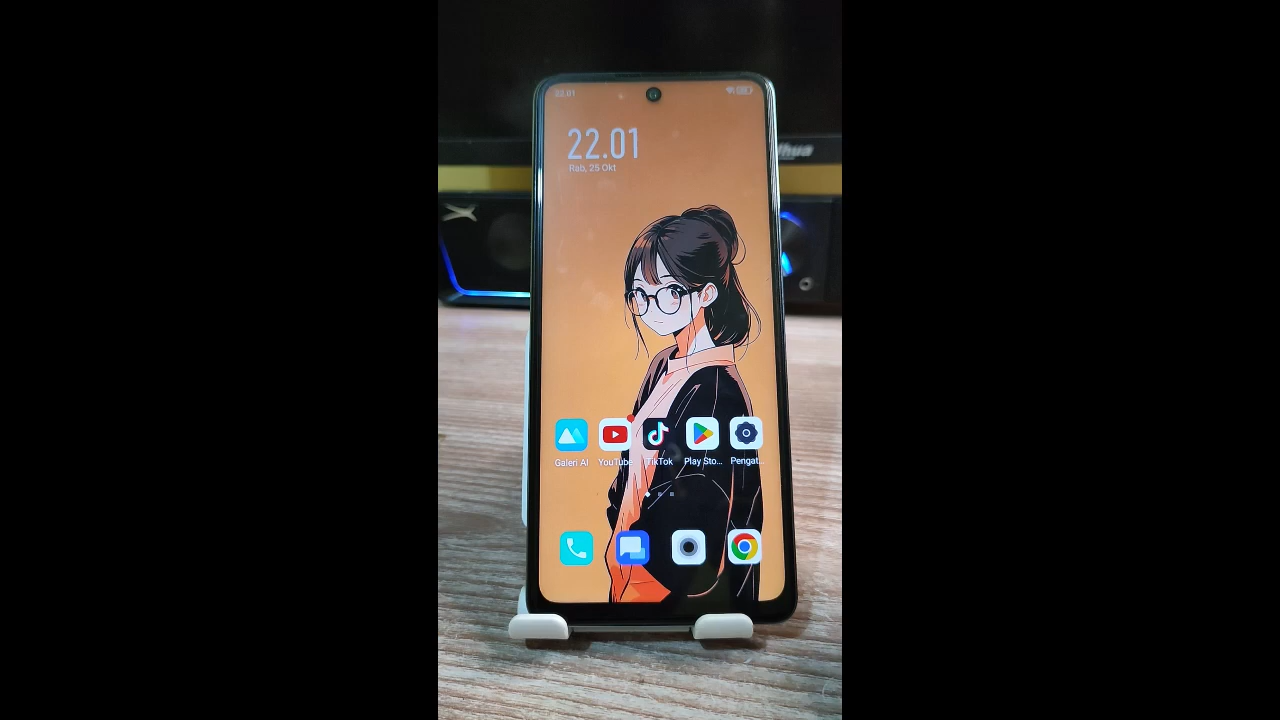 22.01
22.01
Rab, 25 Okt
Galeri AI
YouTube
TikTok
Play Sto...
Pengat...